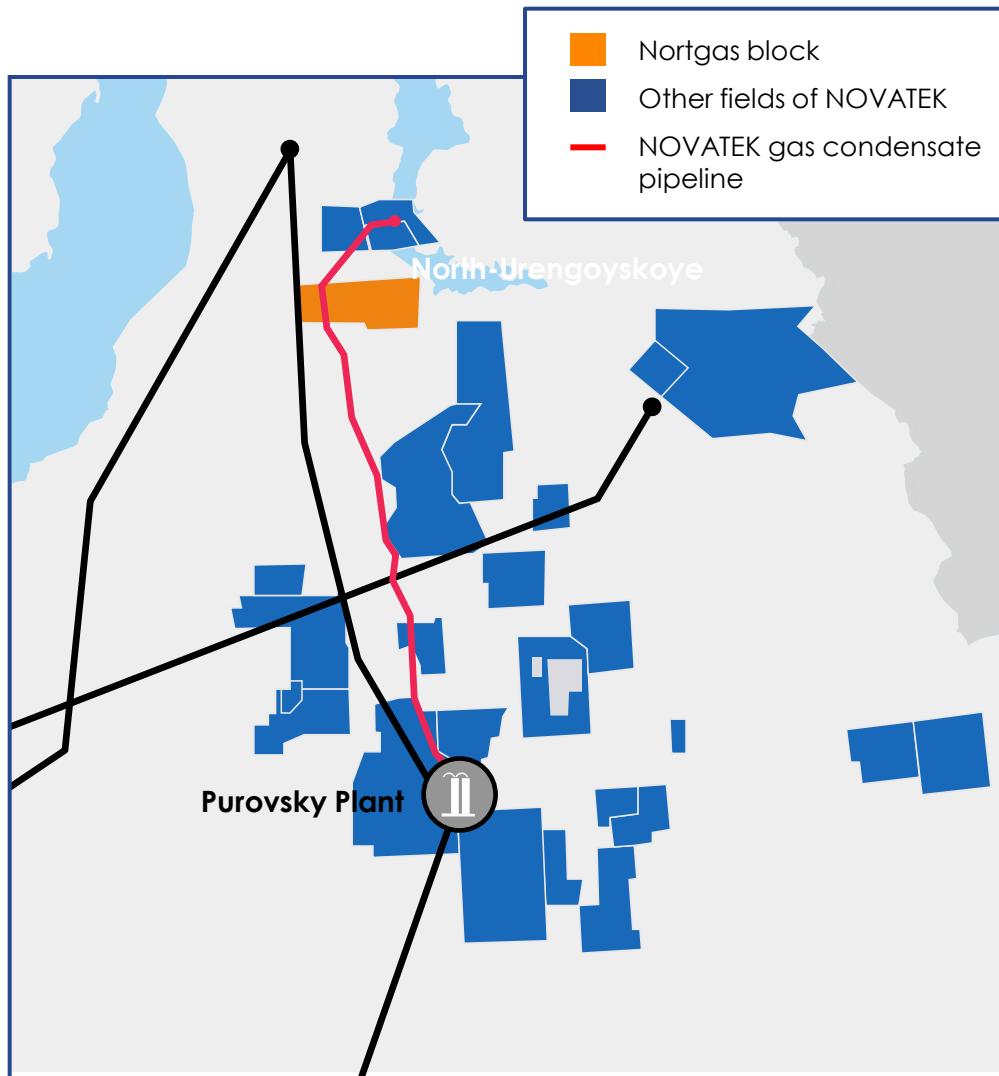 Nortgas block
Other fields of NOVATEK
NOVATEK gas condensate
pipeline
North-Urengoyskoye
Purovsky Plant